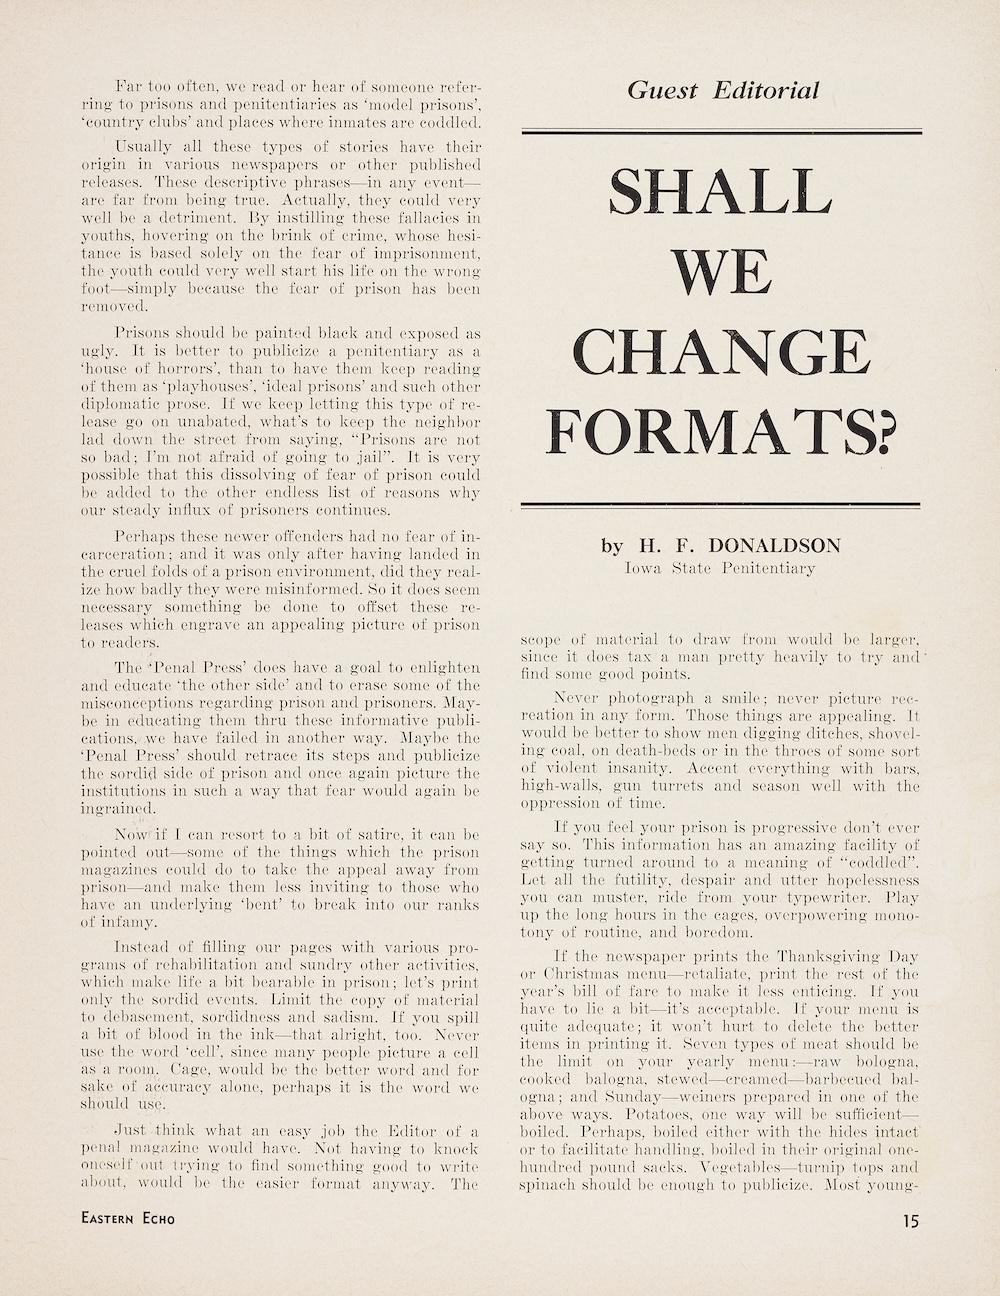 Far too often, we read or hear of someone refer-
ring to prisons and penitentiaries as 'model prisons',
'country clubs' and places where inmates are coddled.
Usually all these types of stories have their
origin in various newspapers or other published
releases. These descriptive phrases—in any event—
are far from being true. Actually, they could very
well be a detriment. By instilling these fallacies in
youths, hovering on the brink of crime, whose hesi-
tance is based solely on the fear of imprisonment,
the youth could very well start his life on the wrong
foot—simply because the fear of prison has been
removed.
Prisons should be painted black and exposed as
ugly. It is better to publicize a penitentiary as a
'house of horrors', than to have them keep reading
of them as 'playhouses', 'ideal prisons' and such other
diplomatic prose. If we keep letting this type of re-
lease go on unabated, what's to keep the neighbor
lad down the street from saying, "Prisons are not
so bad; I'm not afraid of going to jail". It is very
possible that this dissolving of fear of prison could
be added to the other endless list of reasons why
our steady influx of prisoners continues.
Perhaps these newer offenders had no fear of in-
carceration; and it was only after having landed in
the cruel folds of a prison environment, did they real-
ize how badly they were misinformed. So it does seem
necessary something be done to offset these re-
leases which engrave an appealing picture of prison
to readers.
The 'Penal Press' does have a goal to enlighten
and educate 'the other side' and to erase some of the
misconceptions regarding prison and prisoners. May-
be in educating them thru these informative publi-
cations, we have failed in another way. Maybe the
'Penal Press' should retrace its steps and publicize
the sordid side of prison and once again picture the
institutions in such a way that fear would again be
ingrained.
Now if I can resort to a bit of satire, it can be
pointed out—some of the things which the prison
magazines could do to take the appeal away from
prison—and make them less inviting to those who
have an underlying 'bent' to break into our ranks
of infamy.
Instead of filling our pages with various pro-
grams of rehabilitation and sundry other activities,
which make life a bit bearable in prison; let's print
only the sordid events. Limit the copy of material
to debasement, sordidness and sadism. If you spill
a bit of blood in the ink—that alright, too. Never
use the word 'cell', since many people picture a cell
as a room. Cage, would be the better word and for
sake of accuracy alone, perhaps it is the word we
should use.
Just think what an easy job the Editor of a
penal magazine would have. Not having to knock
oneself out trying to find something good to write
about, would be the easier format anyway. The
Guest Editorial
SHALL
WE
CHANGE
FORMATS?
by H. F. DONALDSON
Iowa State Penitentiary
scope of material to draw from would be larger,
since it does tax a man pretty heavily to try and
find some good points.
Never photograph a smile; never picture rec-
reation in any form. Those things are appealing. It
would be better to show men digging ditches, shovel-
ing coal, on death-beds or in the throes of some sort
of violent insanity. Accent everything with bars,
high-walls, gun turrets and season well with the
oppression of time.
If you feel your prison is progressive don't ever
say so. This information has an amazing facility of
getting turned around to a meaning of "coddled".
Let all the futility, despair and utter hopelessness
you can muster, ride from your typewriter. Play
up the long hours in the cages, overpowering mono-
tony of routine, and boredom.
If the newspaper prints the Thanksgiving Day
or Christmas menu—retaliate, print the rest of the
year's bill of fare to make it less enticing. If you
have to lie a bit—it's acceptable. If your menu is
quite adequate; it won't hurt to delete the better
items in printing it. Seven types of meat should be
the limit on your yearly menu:—raw bologna,
cooked balogna, stewed—creamed—barbecued bal-
ogna; and Sunday—weiners prepared in one of the
above ways. Potatoes, one way will be sufficient—
boiled. Perhaps, boiled either with the hides intact
or to facilitate handling, boiled in their original one-
hundred pound sacks. Vegetables—turnip tops and
spinach should be enough to publicize. Most young-
EASTERN ECHO
15